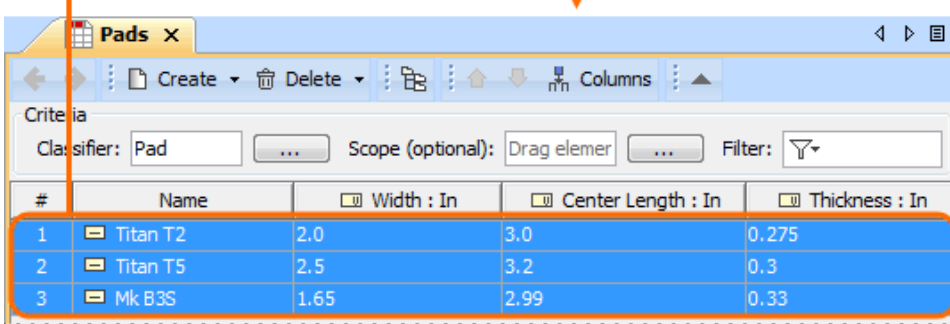 Pads X
Create Delete Columns
Criteria
Classifier: Pad ... Scope (optional): Drag elemer ... Filter:
# Name Width : In Center Length : In Thickness : In
1 Titan T2 2.0 3.0 0.275
2 Titan T5 2.5 3.2 0.3
3 Mk B3S 1.65 2.99 0.33